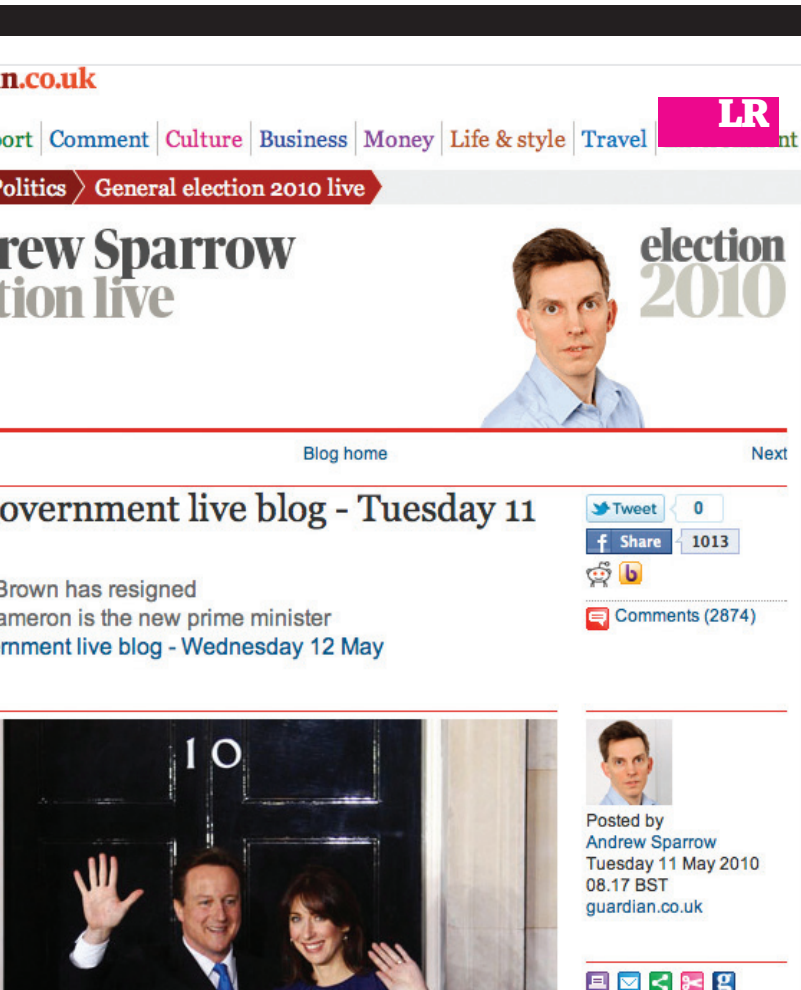 n.co.uk
LR
ort Comment Culture Business Money Life & style Travel nt
Politics General election 2010 live
rew Sparrow
tion live
election
2010
Blog home
Next
overnment live blog - Tuesday 11
Tweet 0
f Share 1013
b
Brown has resigned
ameron is the new prime minister
rnment live blog - Wednesday 12 May
Comments (2874)
10
Posted by
Andrew Sparrow
Tuesday 11 May 2010
08.17 BST
guardian.co.uk
g